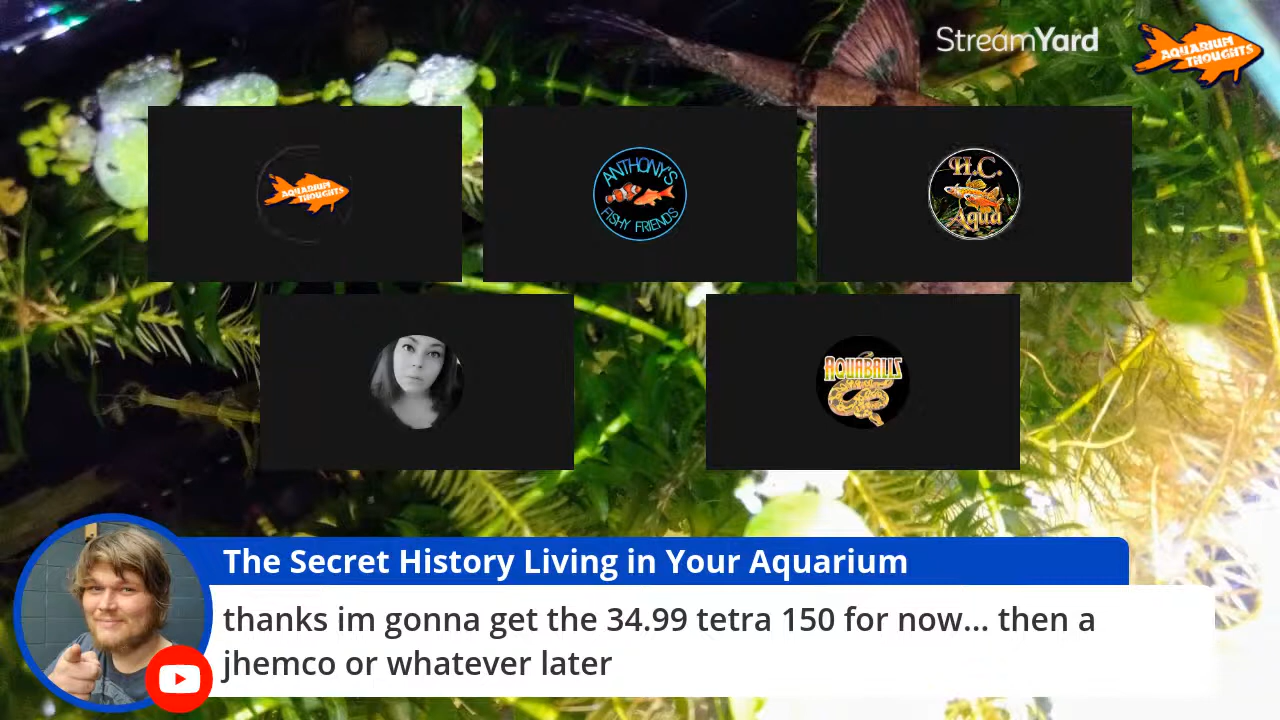 StreamYard
AQUARIUM
THOUGHTS
AQUARIUM
THOUGHTS
ANTHONY'S
FISHY FRIENDS
H.C.
Aqua
AQUABALLS
The Secret History Living in Your Aquarium
thanks im gonna get the 34.99 tetra 150 for now... then a
jhemco or whatever later